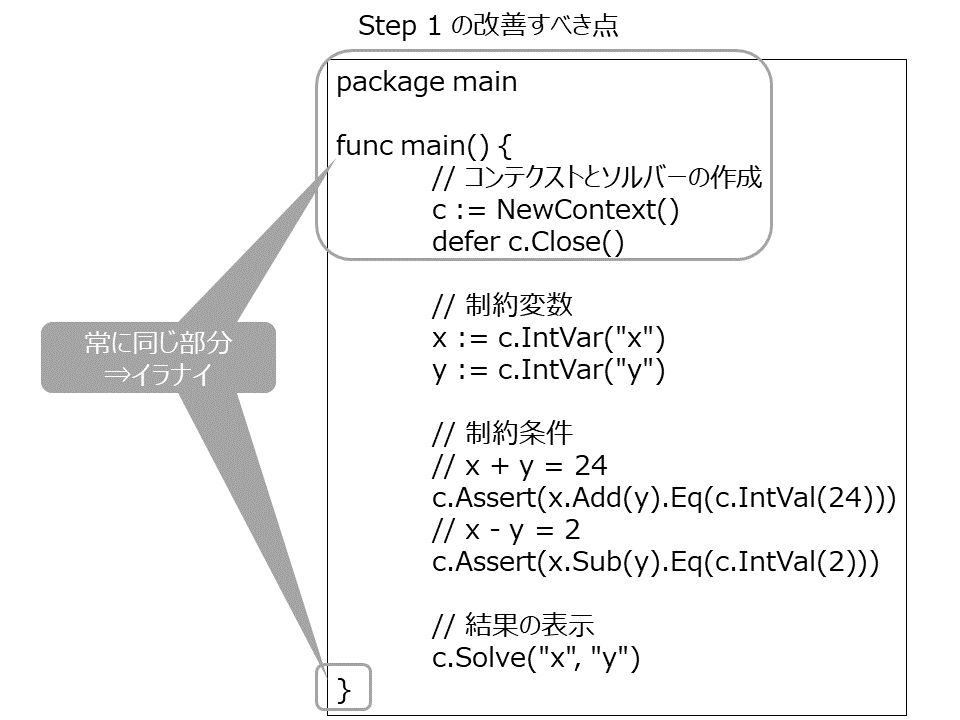 Step 1 の改善すべき点
package main
func main() {
// コンテクストとソルバーの作成
c := NewContext()
defer c.Close()
// 制約変数
x := c.IntVar("x")
y := c.IntVar("y")
常に同じ部分
⇒イラナイ
// 制約条件
// x + y = 24
c.Assert(x.Add(y).Eq(c.IntVal(24)))
// x - y = 2
c.Assert(x.Sub(y).Eq(c.IntVal(2)))
// 結果の表示
c.Solve("x", "y")
}